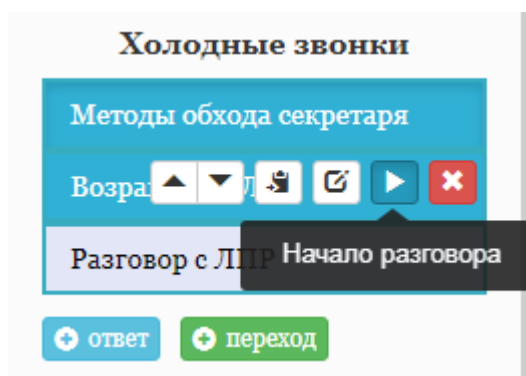 Холодные звонки
Методы обхода секретаря
Разговор с ЛПР
Начало разговора
ответ
переход